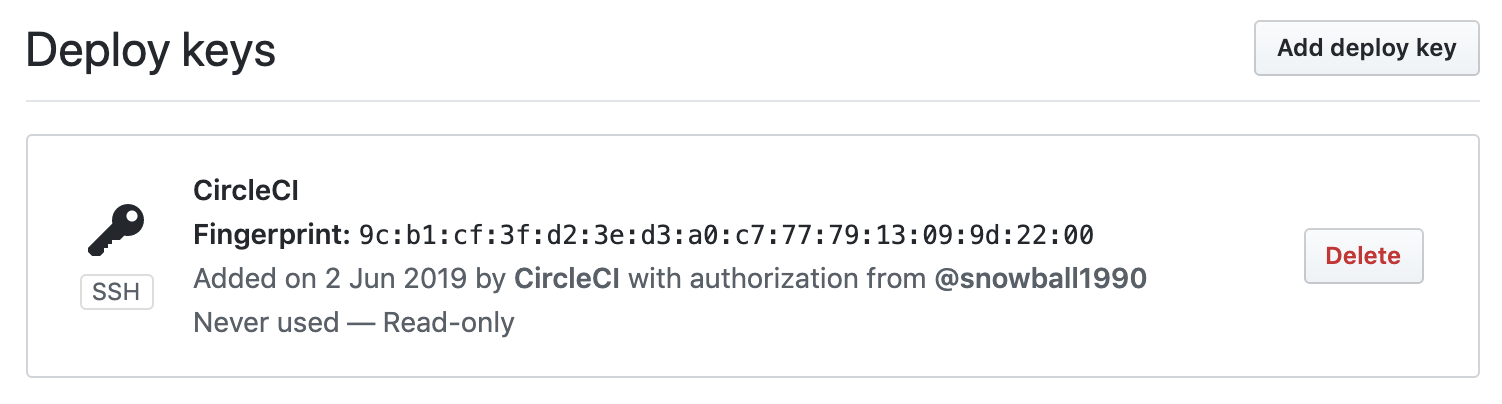 Deploy keys
Add deploy key
CircleCI
Fingerprint: 9c:b1:cf:3f:d2:3e:d3:a0:c7:77:79:13:09:9d:22:00
Added on 2 Jun 2019 by CircleCI with authorization from @snowball1990
Never used — Read-only
SSH
Delete